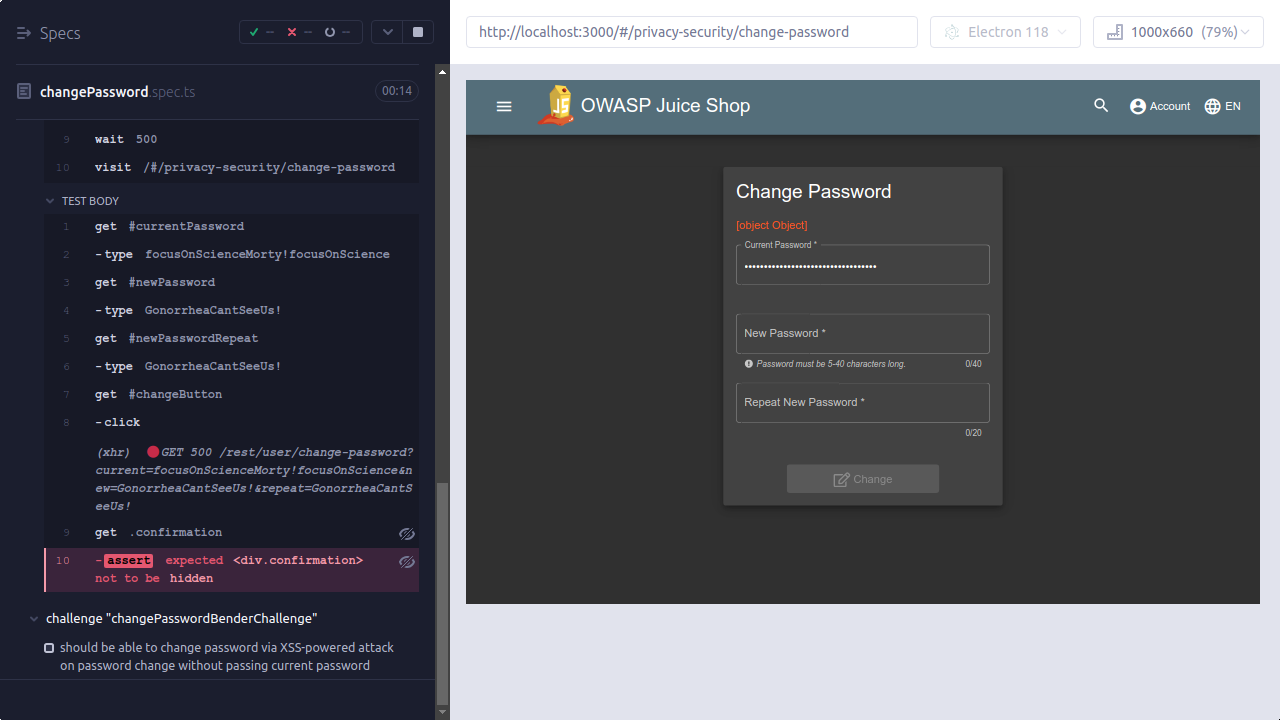 Specs
-- -- --
changePassword.spec.ts 00:14
9 wait 500
10 visit /#/privacy-security/change-password
TEST BODY
1 get #currentPassword
2 -type focusOnScienceMorty!focusOnScience
3 get #newPassword
4 -type GonorrheaCantSeeUs!
5 get #newPasswordRepeat
6 -type GonorrheaCantSeeUs!
7 get #changeButton
8 -click
(xhr) GET 500 /rest/user/change-password?
current=focusOnScienceMorty!focusOnScience&n
ew=GonorrheaCantSeeUs!&repeat=GonorrheaCantS
eeUs!
9 get .confirmation
10 -assert expected <div.confirmation>
not to be hidden
challenge "changePasswordBenderChallenge"
should be able to change password via XSS-powered attack
on password change without passing current password
http://localhost:3000/#/privacy-security/change-password
Electron 118
1000x660 (79%)
JS
OWASP Juice Shop
Account
EN
Change Password
[object Object]
Current Password *
••••••••••••••••••••••••••••••••••
New Password *
Password must be 5-40 characters long. 0/40
Repeat New Password *
0/20
Change